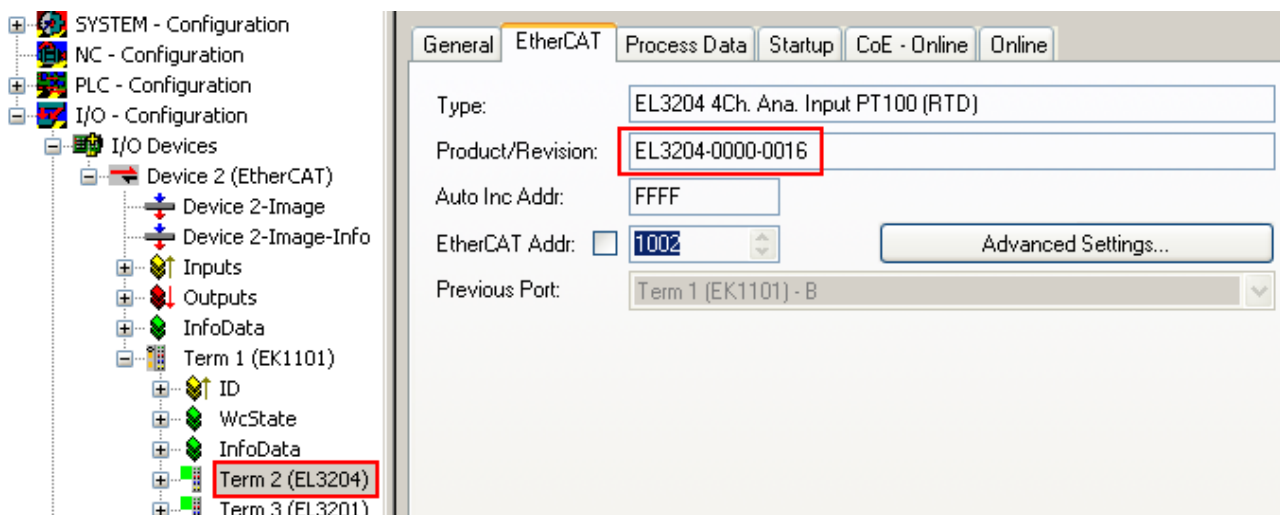 SYSTEM - Configuration
NC - Configuration
PLC - Configuration
I/O - Configuration
I/O Devices
Device 2 (EtherCAT)
Device 2-Image
Device 2-Image-Info
Inputs
Outputs
InfoData
Term 1 (EK1101)
ID
WcState
InfoData
Term 2 (EL3204)
Term 3 (EL3201)
General EtherCAT Process Data Startup CoE - Online Online
Type: EL3204 4Ch. Ana. Input PT100 (RTD)
Product/Revision: EL3204-0000-0016
Auto Inc Addr: FFFF
EtherCAT Addr: 1002 Advanced Settings...
Previous Port: Term 1 (EK1101) - B